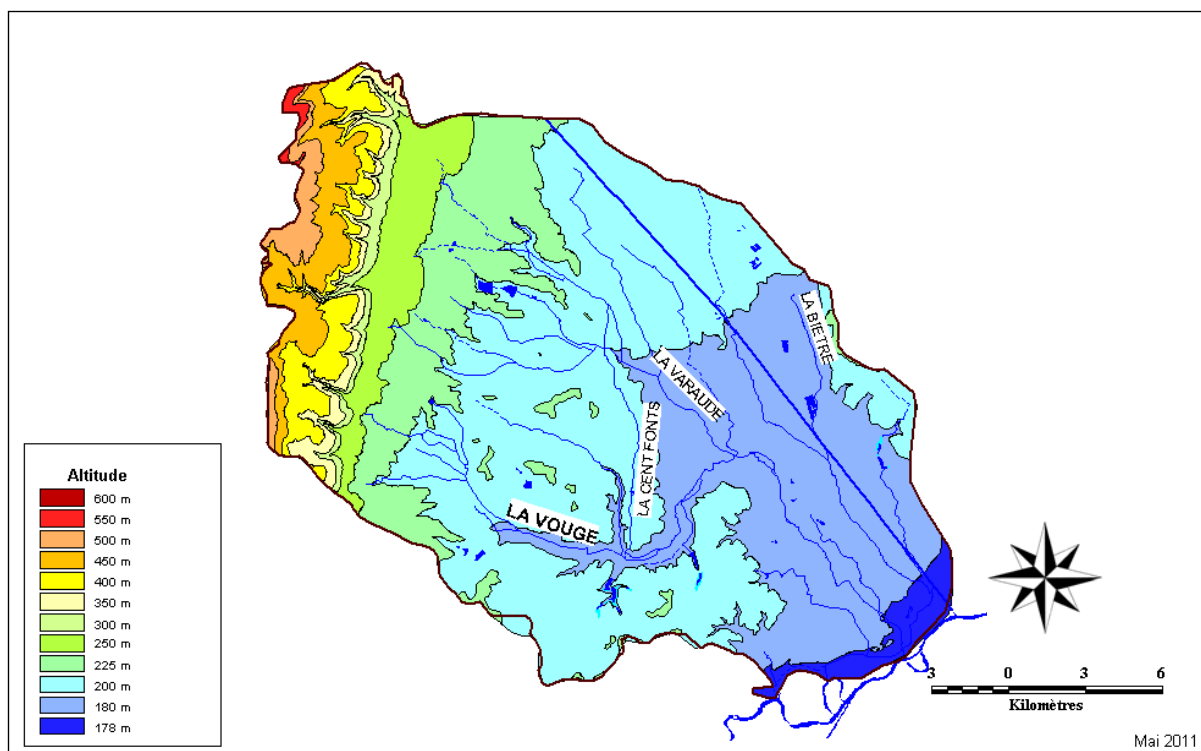 LA BIETRE
LA VARAUDE
LA CENT FONTS
LA VOUGE
Altitude
600 m
550 m
500 m
450 m
400 m
350 m
300 m
250 m
225 m
200 m
180 m
178 m
3 0 3 6
Kilomètres
Mai 2011